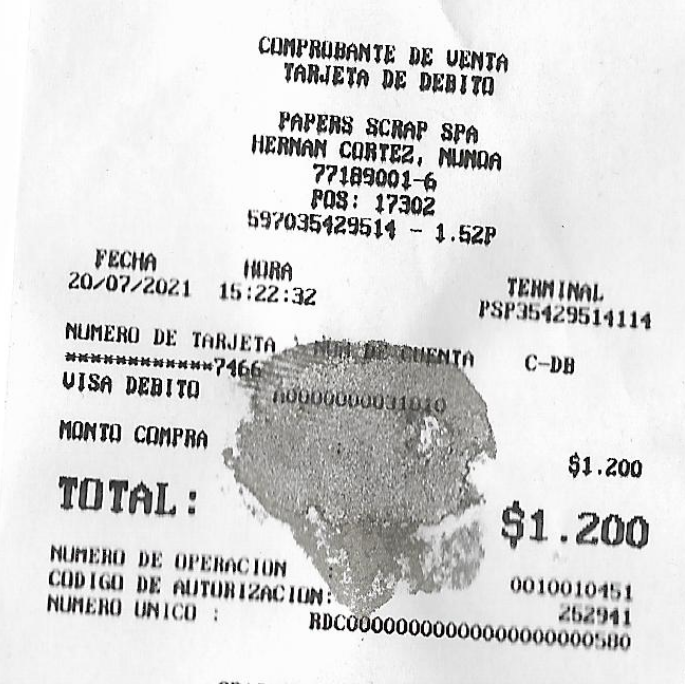 COMPROBANTE DE VENTA
TARJETA DE DEBITO
PAPERS SCRAP SPA
HERNAN CORTEZ, NUNOA
77189001-6
POS: 17302
597035429514 - 1.52P
FECHA HORA TERMINAL
20/07/2021 15:22:32 PSP35429514114
NUMERO DE TARJETA NUM DE CUENTA C-DB
************7466
VISA DEBITO A0000000031010
MONTO COMPRA $1.200
TOTAL: $1.200
NUMERO DE OPERACION 0010010451
CODIGO DE AUTORIZACION: 252941
NUMERO UNICO : RDC00000000000000000000580